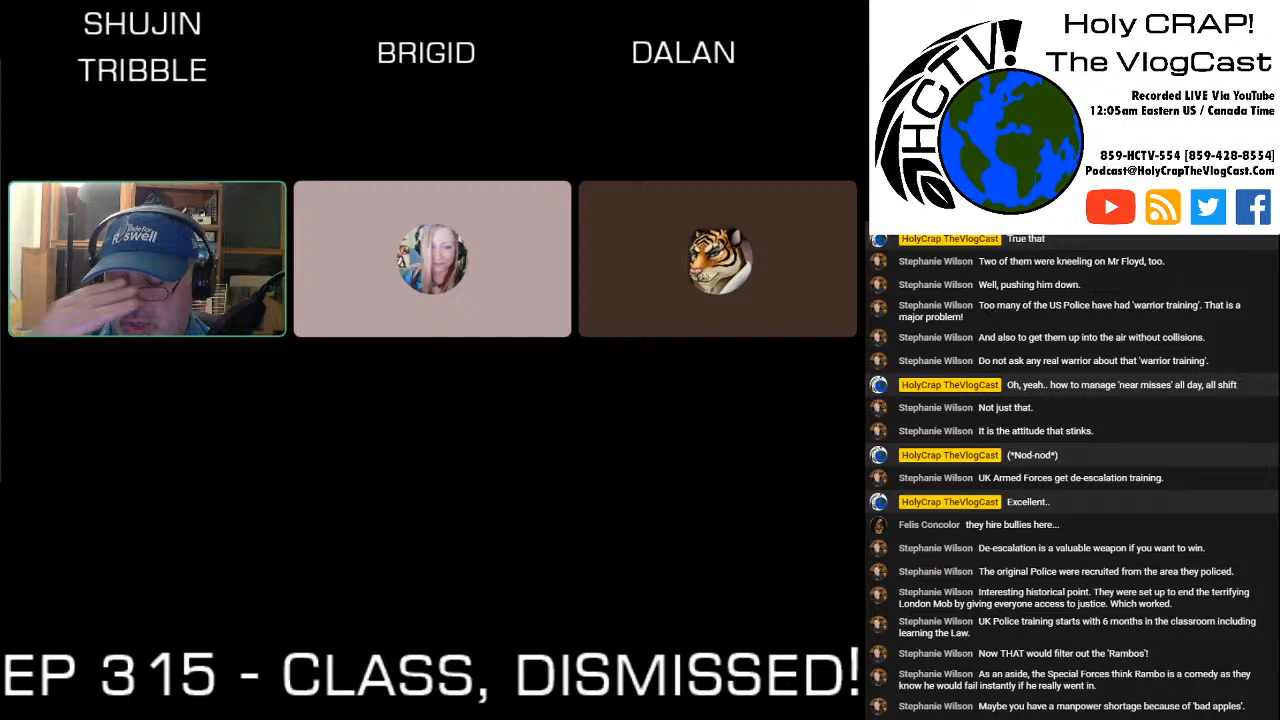 SHUJIN
TRIBBLE
BRIGID
DALAN
Ride For
Roswell
EP 315 - CLASS, DISMISSED!
HCTV!
Holy CRAP!
The VlogCast
Recorded LIVE Via YouTube
12:05am Eastern US / Canada Time
859-HCTV-554 [859-428-8554]
Podcast@HolyCrapTheVlogCast.Com
HolyCrap TheVlogCast True that
Stephanie Wilson Two of them were kneeling on Mr Floyd, too.
Stephanie Wilson Well, pushing him down.
Stephanie Wilson Too many of the US Police have had 'warrior training'. That is a
major problem!
Stephanie Wilson And also to get them up into the air without collisions.
Stephanie Wilson Do not ask any real warrior about that 'warrior training'.
HolyCrap TheVlogCast Oh, yeah.. how to manage 'near misses' all day, all shift
Stephanie Wilson Not just that.
Stephanie Wilson It is the attitude that stinks.
HolyCrap TheVlogCast (*Nod-nod*)
Stephanie Wilson UK Armed Forces get de-escalation training.
HolyCrap TheVlogCast Excellent..
Felis Concolor they hire bullies here...
Stephanie Wilson De-escalation is a valuable weapon if you want to win.
Stephanie Wilson The original Police were recruited from the area they policed.
Stephanie Wilson Interesting historical point. They were set up to end the terrifying
London Mob by giving everyone access to justice. Which worked.
Stephanie Wilson UK Police training starts with 6 months in the classroom including
learning the Law.
Stephanie Wilson Now THAT would filter out the 'Rambos'!
Stephanie Wilson As an aside, the Special Forces think Rambo is a comedy as they
know he would fail instantly if he really went in.
Stephanie Wilson Maybe you have a manpower shortage because of 'bad apples'.